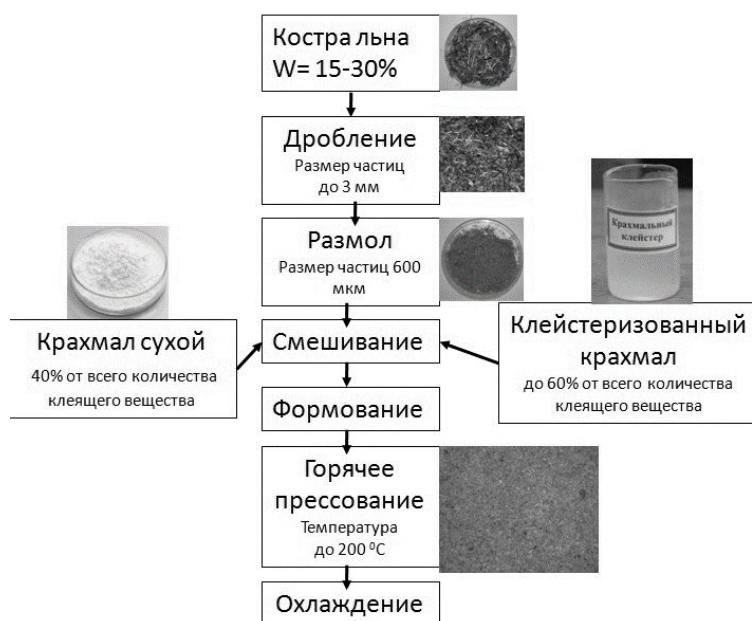 Костра льна
W= 15-30%
Дробление
Размер частиц
до 3 мм
Размол
Размер частиц 600
мкм
Крахмальный
клейстер
Крахмал сухой
40% от всего количества
клеящего вещества
Смешивание
Клейстеризованный
крахмал
до 60% от всего количества
клеящего вещества
Формование
Горячее
прессование
Температура
до 200 ⁰С
Охлаждение